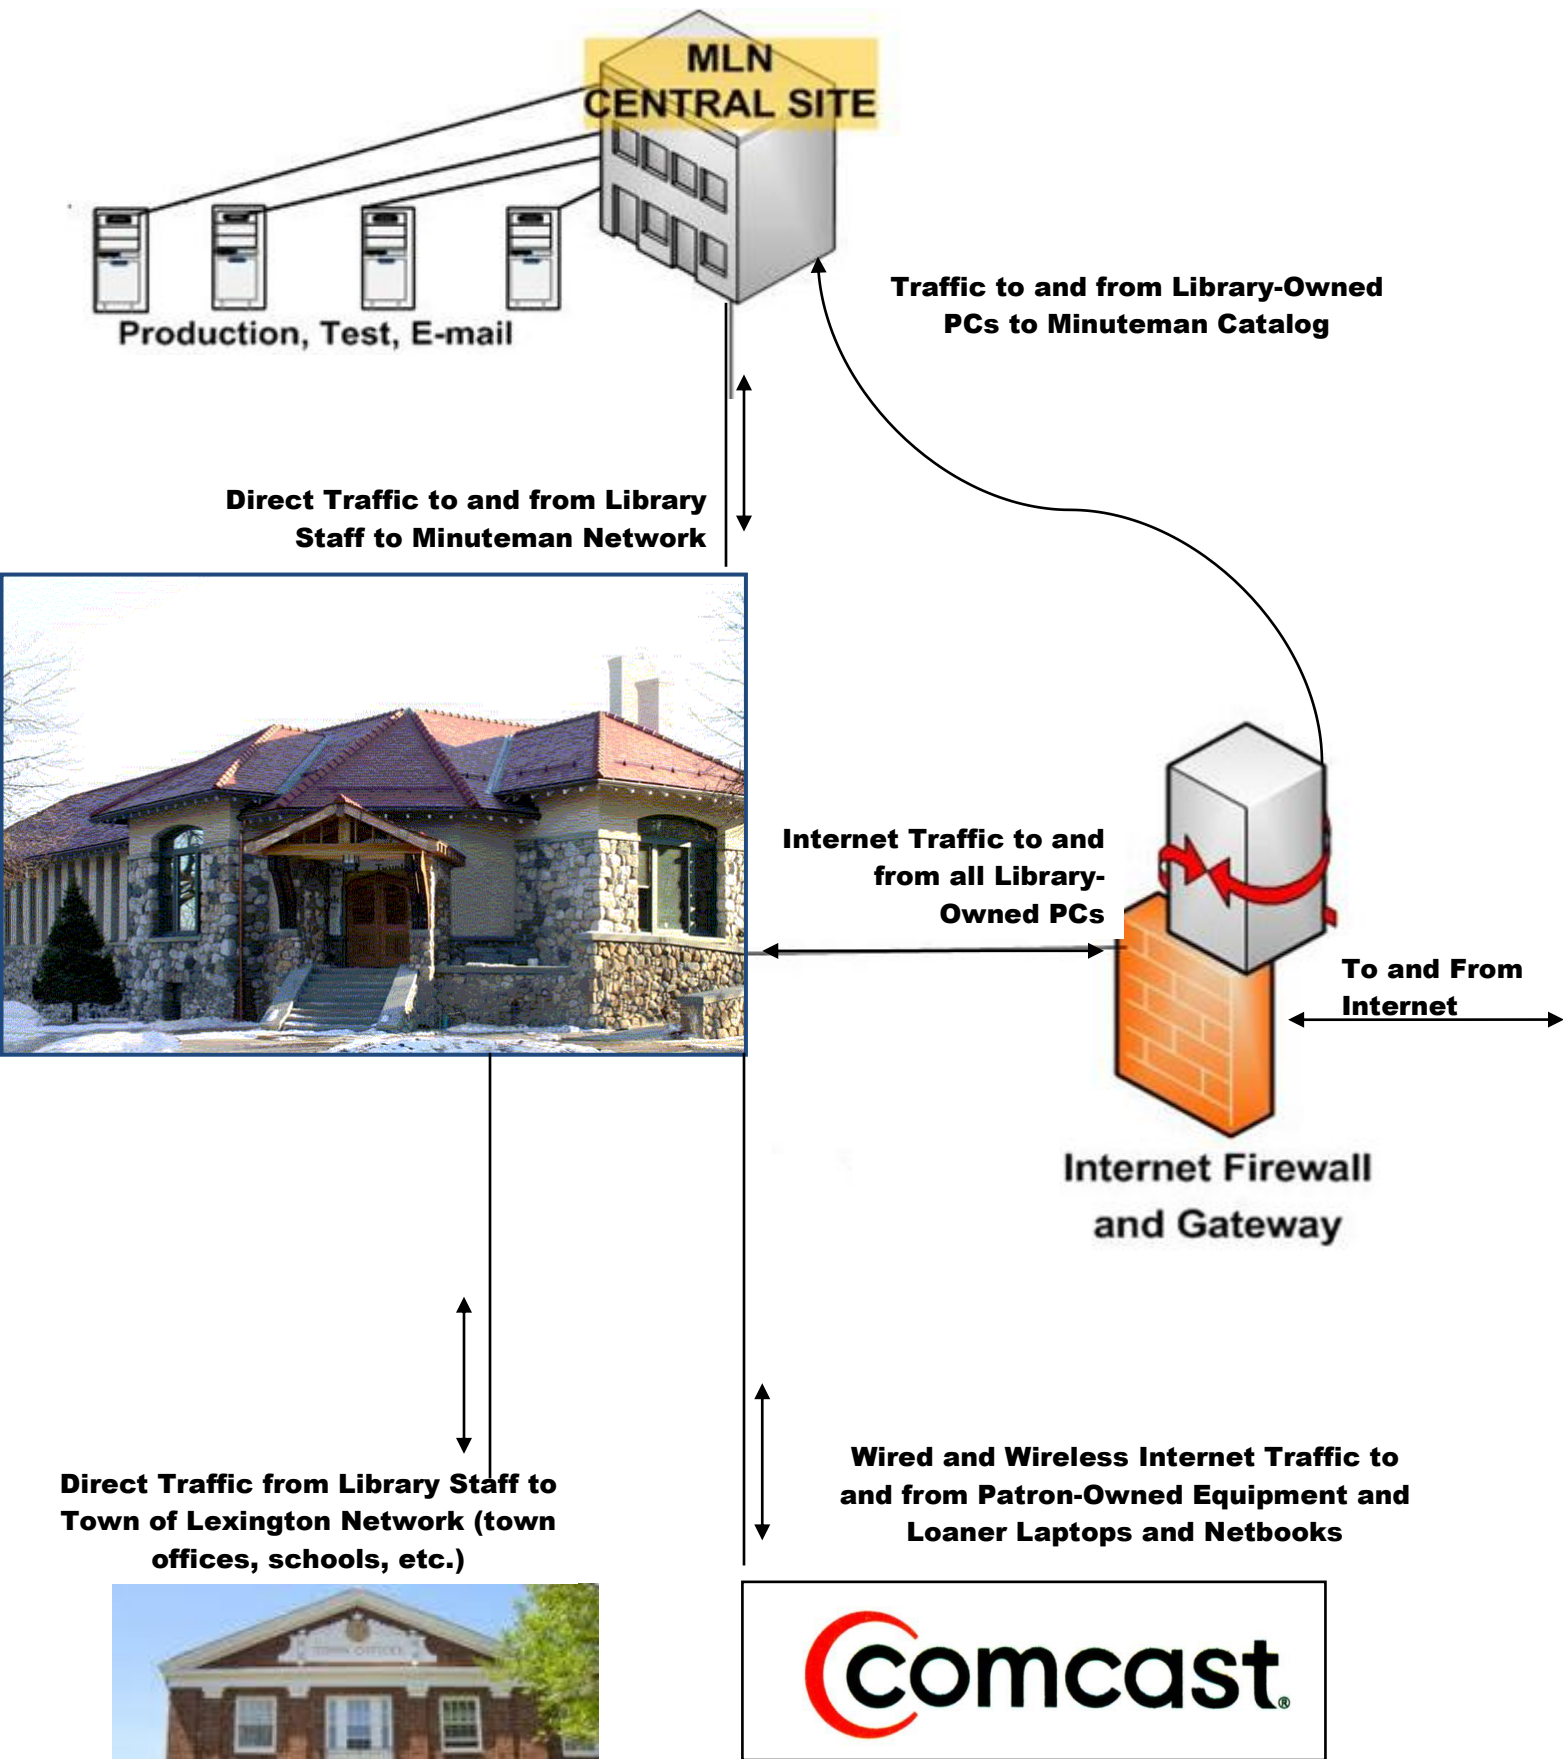 MLN
CENTRAL SITE
Production, Test, E-mail
Traffic to and from Library-Owned
PCs to Minuteman Catalog
Direct Traffic to and from Library
Staff to Minuteman Network
Internet Traffic to and
from all Library-
Owned PCs
To and From
Internet
Internet Firewall
and Gateway
Direct Traffic from Library Staff to
Town of Lexington Network (town
offices, schools, etc.)
Wired and Wireless Internet Traffic to
and from Patron-Owned Equipment and
Loaner Laptops and Netbooks
TOWN OFFICES
comcast®